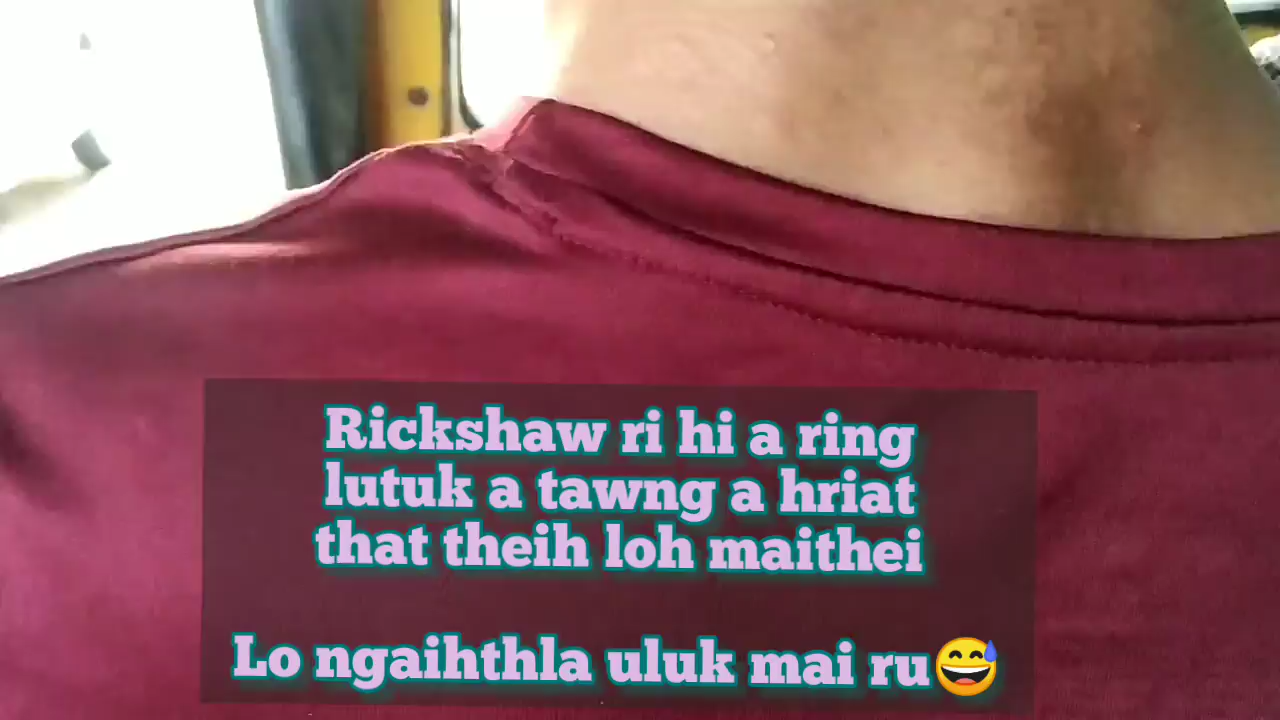 Rickshaw ri hi a ring
lutuk a tawng a hriat
that theih loh maithei
Lo ngaihthla uluk mai ru😅